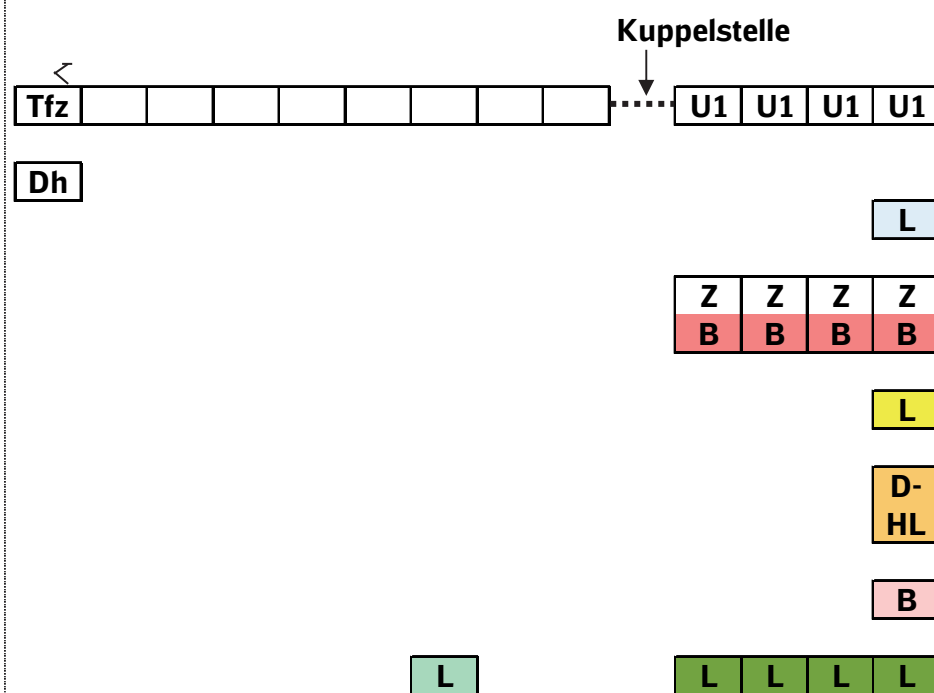 Kuppelstelle
Tfz U1 U1 U1 U1
Dh
L
Z Z Z Z
B B B B
L
D-
HL
B
L L L L L